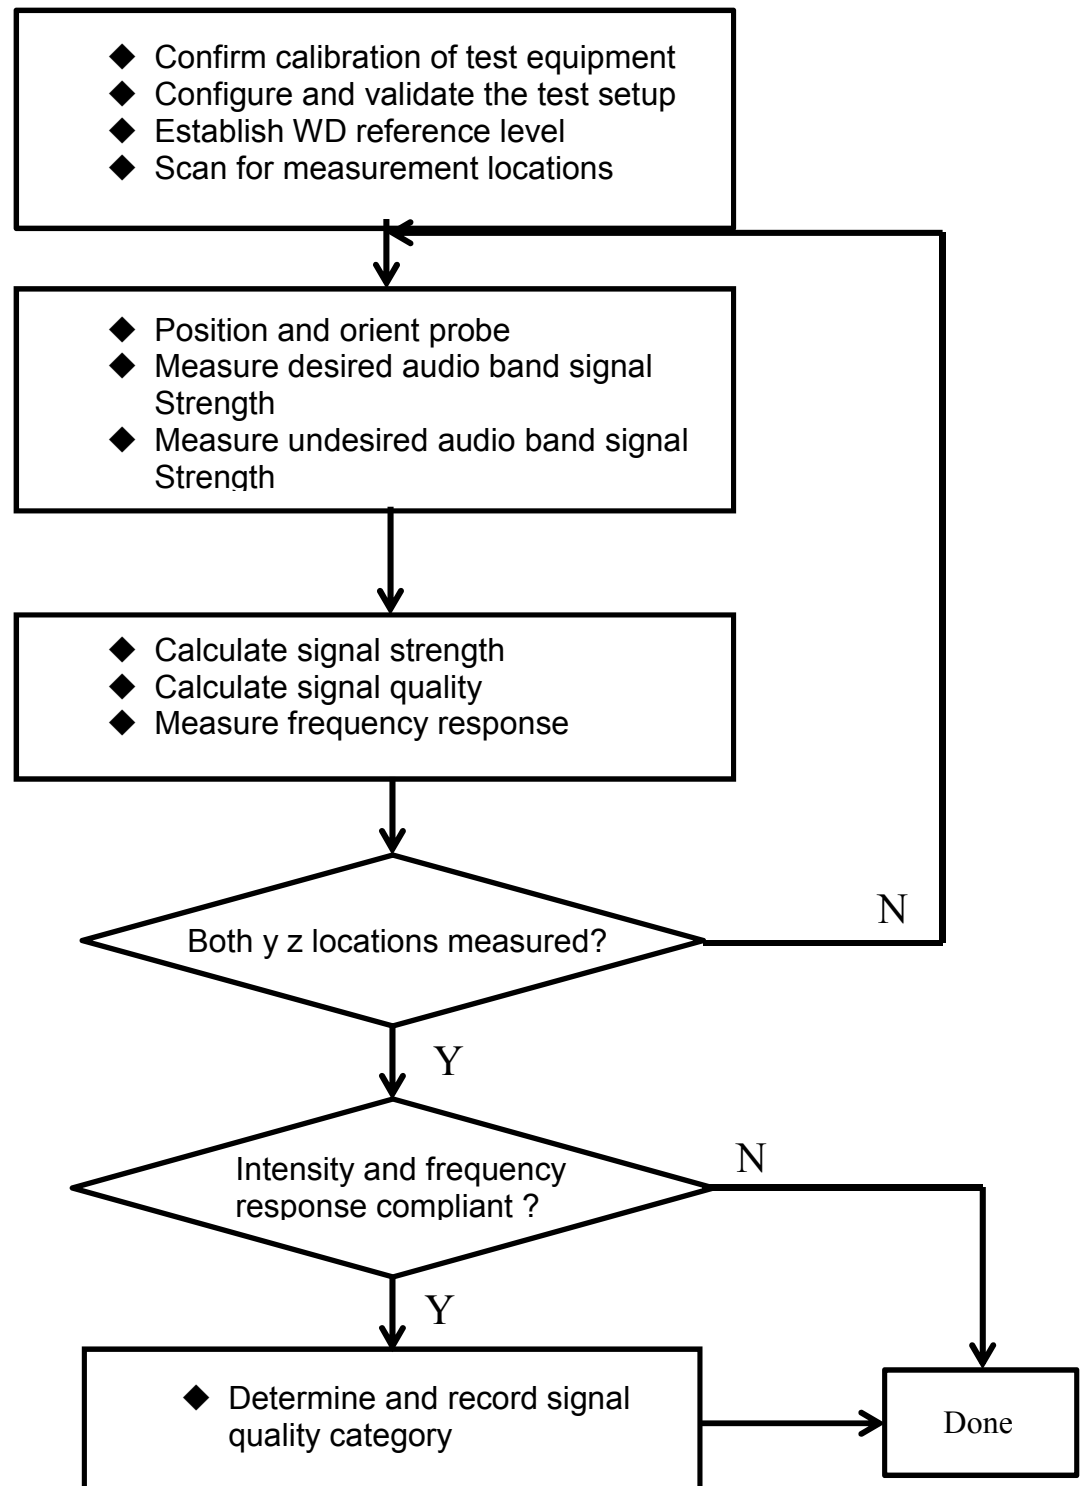 ◆ Confirm calibration of test equipment
◆ Configure and validate the test setup
◆ Establish WD reference level
◆ Scan for measurement locations
◆ Position and orient probe
◆ Measure desired audio band signal
Strength
◆ Measure undesired audio band signal
Strength
◆ Calculate signal strength
◆ Calculate signal quality
◆ Measure frequency response
Both y z locations measured?
N
Y
Intensity and frequency
response compliant ?
N
Y
◆ Determine and record signal
quality category
Done